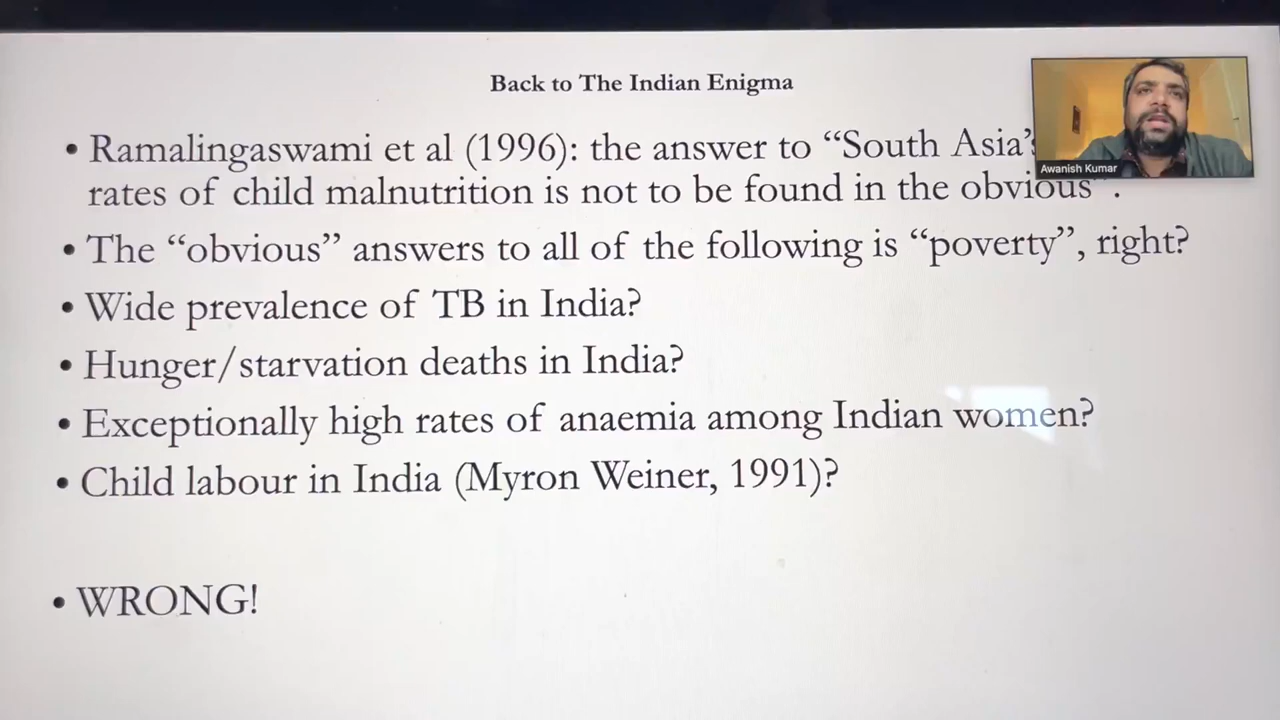 Back to The Indian Enigma
• Ramalingaswami et al (1996): the answer to “South Asia’s
rates of child malnutrition is not to be found in the obvious”.
• The “obvious” answers to all of the following is “poverty”, right?
• Wide prevalence of TB in India?
• Hunger/starvation deaths in India?
• Exceptionally high rates of anaemia among Indian women?
• Child labour in India (Myron Weiner, 1991)?
• WRONG!
Awanish Kumar